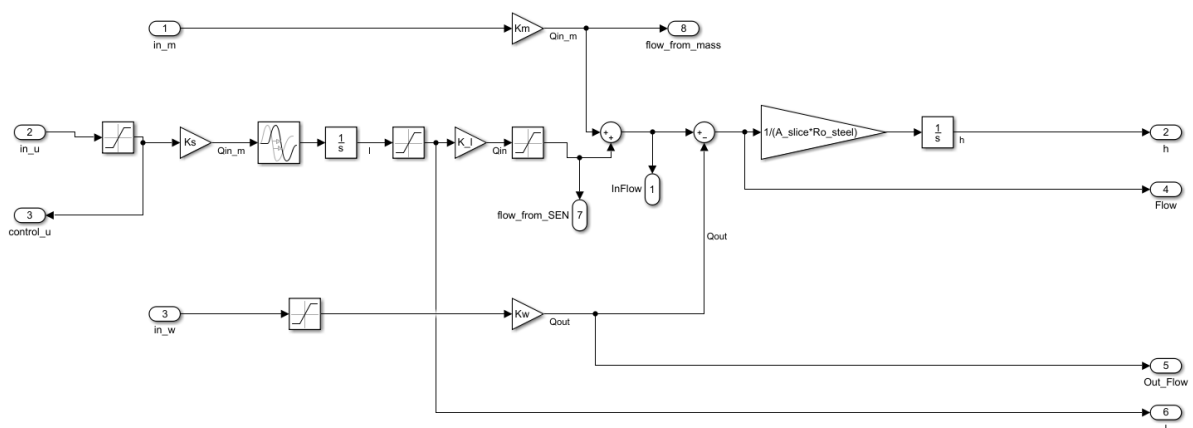 1
in_m
Km
Qin_m
8
flow_from_mass
2
in_u
Ks
Qin_m
1
s
l
K_l
Qin
+
+
+
-
1/(A_slice*Ro_steel)
1
s
h
2
h
InFlow
1
flow_from_SEN
7
4
Flow
3
control_u
Qout
3
in_w
Kw
Qout
5
Out_Flow
6